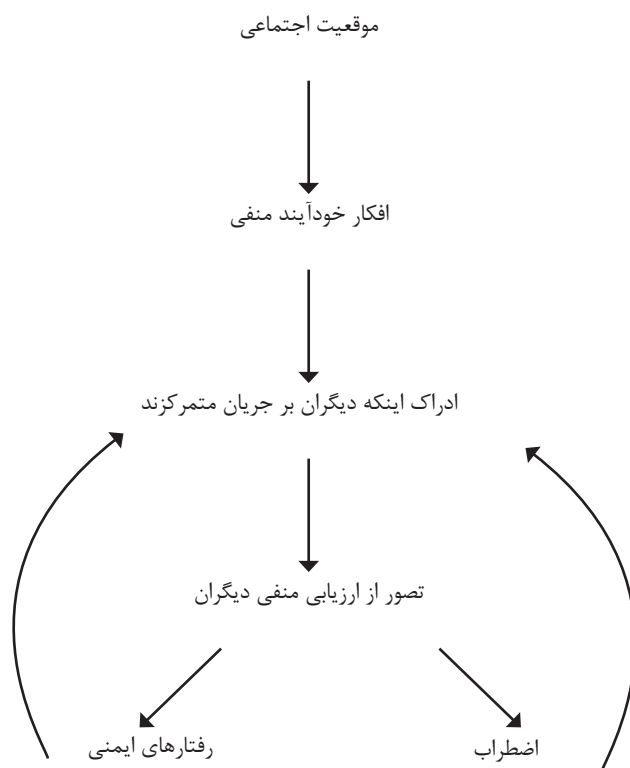 موقعیت اجتماعی
افکار خودآیند منفی
ادراک اینکه دیگران بر جریان متمرکزند
تصور از ارزیابی منفی دیگران
اضطراب
رفتارهای ایمنی